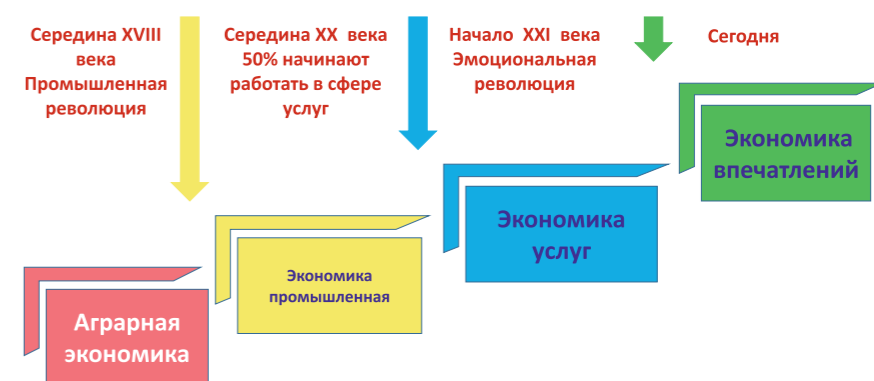 Середина XVIII
века
Промышленная
революция
Середина XX века
50% начинают
работать в сфере
услуг
Начало XXI века
Эмоциональная
революция
Сегодня
Экономика
впечатлений
Экономика
услуг
Экономика
промышленная
Аграрная
экономика